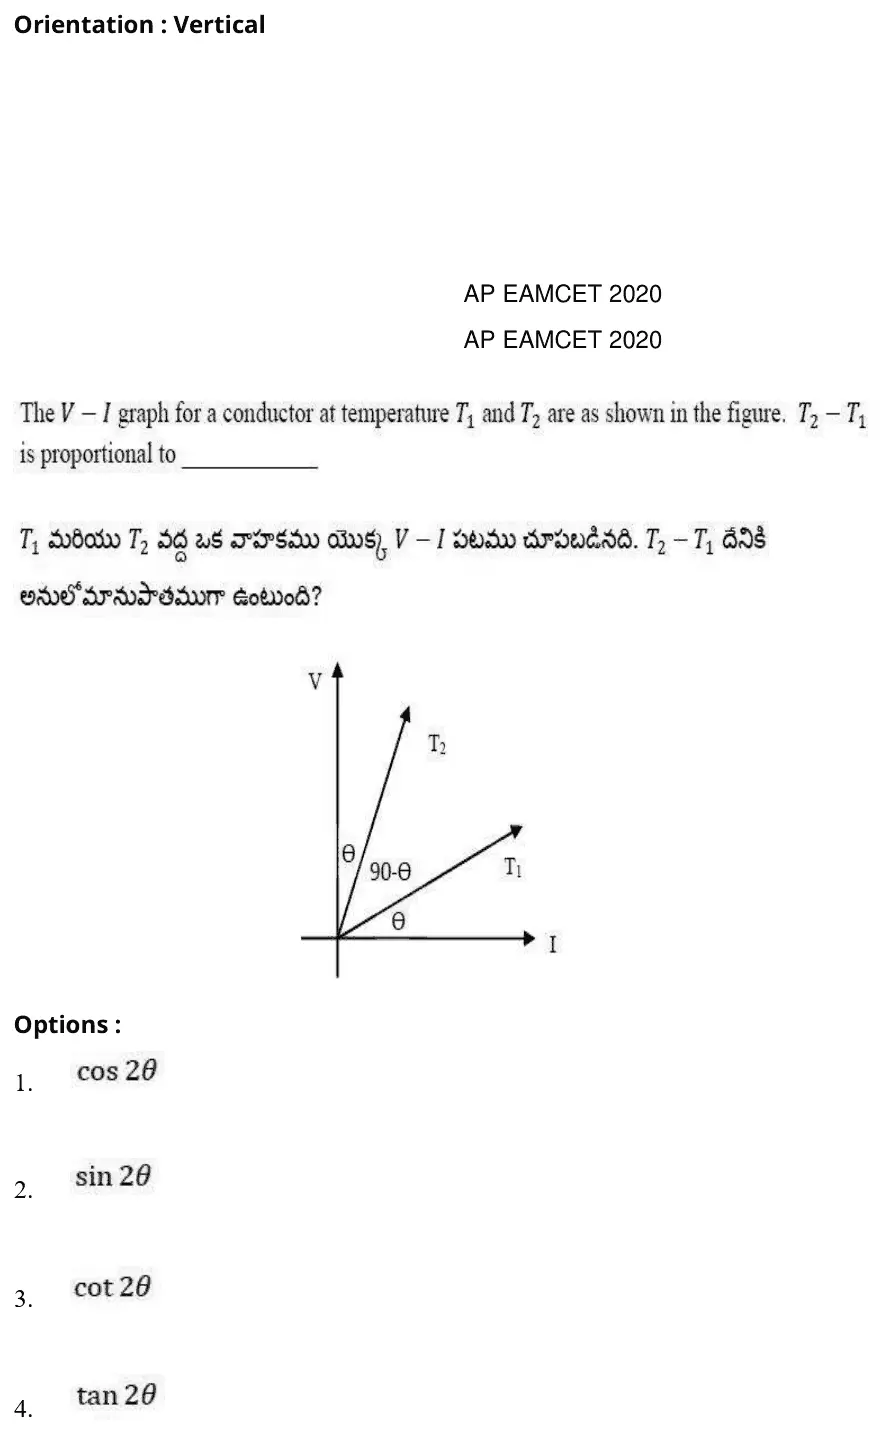 Orientation : Vertical
AP EAMCET 2020
AP EAMCET 2020
The V − I graph for a conductor at temperature T₁ and T₂ are as shown in the figure. T₂ − T₁
is proportional to ___________
T₁ మరియు T₂ వద్ద ఒక వాహకము యొక్క V − I పటము చూపబడినది. T₂ − T₁ దేనికి
అనులోమానుపాతముగా ఉంటుంది?
V
T₂
θ
90-θ
T₁
θ
I
Options :
1. cos 2θ
2. sin 2θ
3. cot 2θ
4. tan 2θ